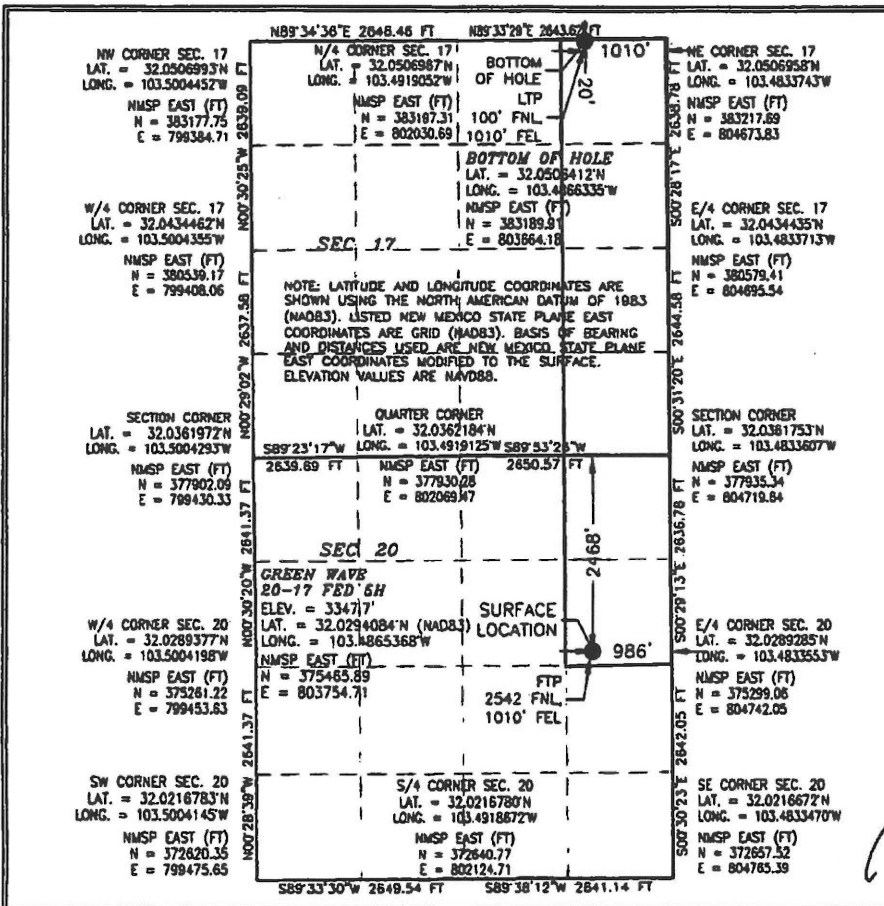 N89°34'36"E 2646.46 FT
N89°33'29"E 2643.62 FT
NW CORNER SEC. 17
LAT. = 32.0506993'N
LONG. = 103.5004452'W
NMSP EAST (FT)
N = 383177.75
E = 799384.71
N/4 CORNER SEC. 17
LAT. = 32.0506987'N
LONG. = 103.4919052'W
NMSP EAST (FT)
N = 383197.31
E = 802030.69
BOTTOM
OF HOLE
LTP
100' FNL
1010' FEL
1010'
20'
NE CORNER SEC. 17
LAT. = 32.0506958'N
LONG. = 103.4833743'W
NMSP EAST (FT)
N = 383217.69
E = 804673.83
N00°30'25"W 2639.09 FT
S00°28'17"E 2638.78 FT
BOTTOM OF HOLE
LAT. = 32.0506412'N
LONG. = 103.4866335'W
NMSP EAST (FT)
N = 383189.91
E = 803664.18
W/4 CORNER SEC. 17
LAT. = 32.0434462'N
LONG. = 103.5004355'W
NMSP EAST (FT)
N = 380539.17
E = 799408.06
SEC 17
E/4 CORNER SEC. 17
LAT. = 32.0434435'N
LONG. = 103.4833713'W
NMSP EAST (FT)
N = 380579.41
E = 804695.54
NOTE: LATITUDE AND LONGITUDE COORDINATES ARE
SHOWN USING THE NORTH AMERICAN DATUM OF 1983
(NAD83). LISTED NEW MEXICO STATE PLANE EAST
COORDINATES ARE GRID (NAD83). BASIS OF BEARING
AND DISTANCES USED ARE NEW MEXICO STATE PLANE
EAST COORDINATES MODIFIED TO THE SURFACE.
ELEVATION VALUES ARE NAVD88.
N00°29'02"W 2637.58 FT
S00°31'20"E 2644.58 FT
SECTION CORNER
LAT. = 32.0361972'N
LONG. = 103.5004293'W
NMSP EAST (FT)
N = 377902.09
E = 799430.33
QUARTER CORNER
LAT. = 32.0362184'N
LONG. = 103.4919125'W
NMSP EAST (FT)
N = 377930.28
E = 802069.47
S89°23'17"W
2639.89 FT
S89°53'26"W
2650.57 FT
SECTION CORNER
LAT. = 32.0361753'N
LONG. = 103.4833607'W
NMSP EAST (FT)
N = 377935.34
E = 804719.84
N00°30'20"W 2641.37 FT
S00°29'13"E 2636.78 FT
2468'
SEC 20
GREEN WAVE
20-17 FED 6H
ELEV. = 3347.7'
LAT. = 32.0294084'N (NAD83)
LONG. = 103.4865368'W
NMSP EAST (FT)
N = 375465.89
E = 803754.71
SURFACE
LOCATION
986'
FTP
2542 FNL
1010' FEL
W/4 CORNER SEC. 20
LAT. = 32.0289377'N
LONG. = 103.5004198'W
NMSP EAST (FT)
N = 375261.22
E = 799453.63
E/4 CORNER SEC. 20
LAT. = 32.0289285'N
LONG. = 103.4833553'W
NMSP EAST (FT)
N = 375299.06
E = 804742.05
N00°28'39"W 2641.37 FT
S00°30'23"E 2642.05 FT
SW CORNER SEC. 20
LAT. = 32.0216783'N
LONG. = 103.5004145'W
NMSP EAST (FT)
N = 372620.35
E = 799475.65
S/4 CORNER SEC. 20
LAT. = 32.0216780'N
LONG. = 103.4918672'W
NMSP EAST (FT)
N = 372640.77
E = 802124.71
SE CORNER SEC. 20
LAT. = 32.0216672'N
LONG. = 103.4833470'W
NMSP EAST (FT)
N = 372657.52
E = 804765.39
S89°33'30"W 2649.54 FT
S89°38'12"W 2641.14 FT